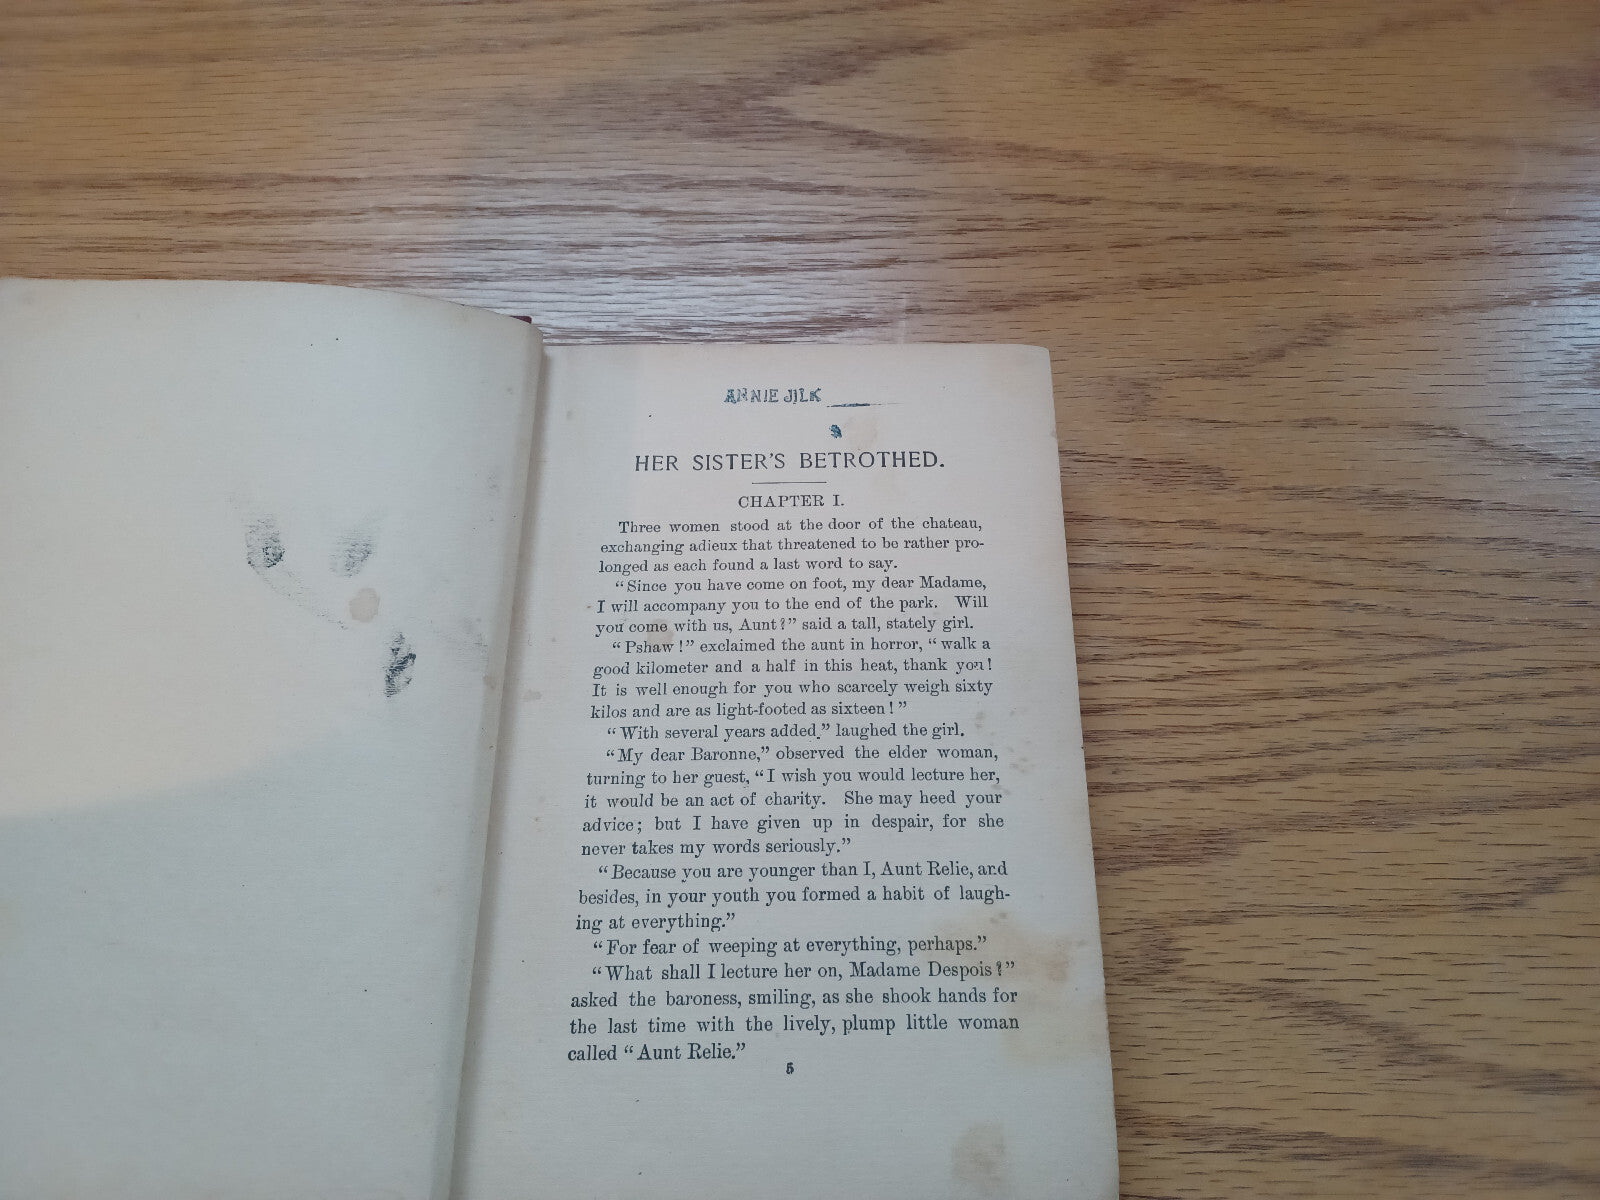 ANNIE JILK
HER SISTER'S BETROTHED.
CHAPTER I.
Three women stood at the door of the chateau,
exchanging adieux that threatened to be rather pro-
longed as each found a last word to say.
"Since you have come on foot, my dear Madame,
I will accompany you to the end of the park. Will
you come with us, Aunt?" said a tall, stately girl.
"Pshaw!" exclaimed the aunt in horror, "walk a
good kilometer and a half in this heat, thank you!
It is well enough for you who scarcely weigh sixty
kilos and are as light-footed as sixteen!"
"With several years added," laughed the girl.
"My dear Baronne," observed the elder woman,
turning to her guest, "I wish you would lecture her,
it would be an act of charity. She may heed your
advice; but I have given up in despair, for she
never takes my words seriously."
"Because you are younger than I, Aunt Relie, and
besides, in your youth you formed a habit of laugh-
ing at everything."
"For fear of weeping at everything, perhaps."
"What shall I lecture her on, Madame Despois?"
asked the baroness, smiling, as she shook hands for
the last time with the lively, plump little woman
called "Aunt Relie."
5